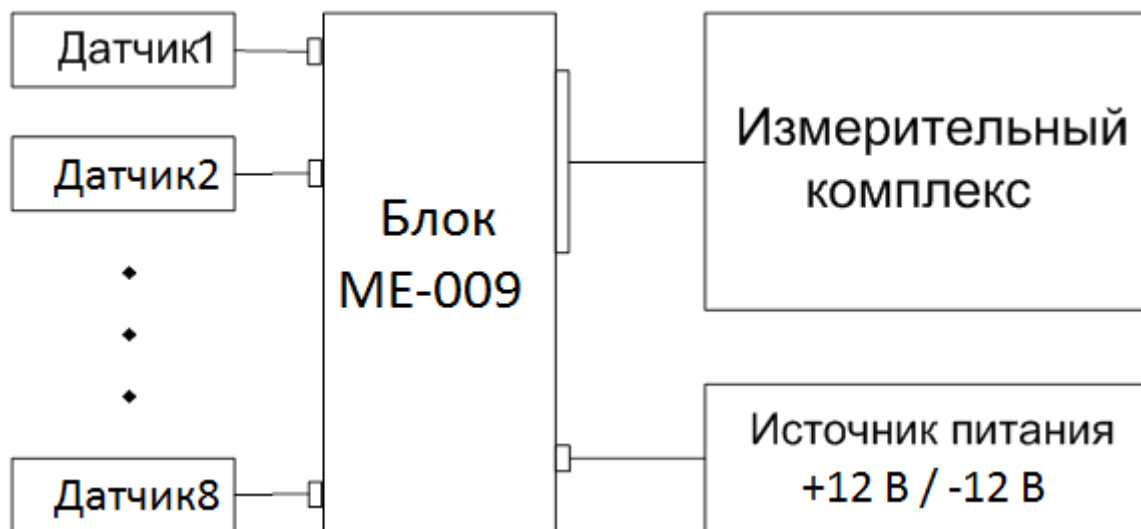 Датчик1
Датчик2
Датчик8
Блок
МЕ-009
Измерительный
комплекс
Источник питания
+12 В / -12 В